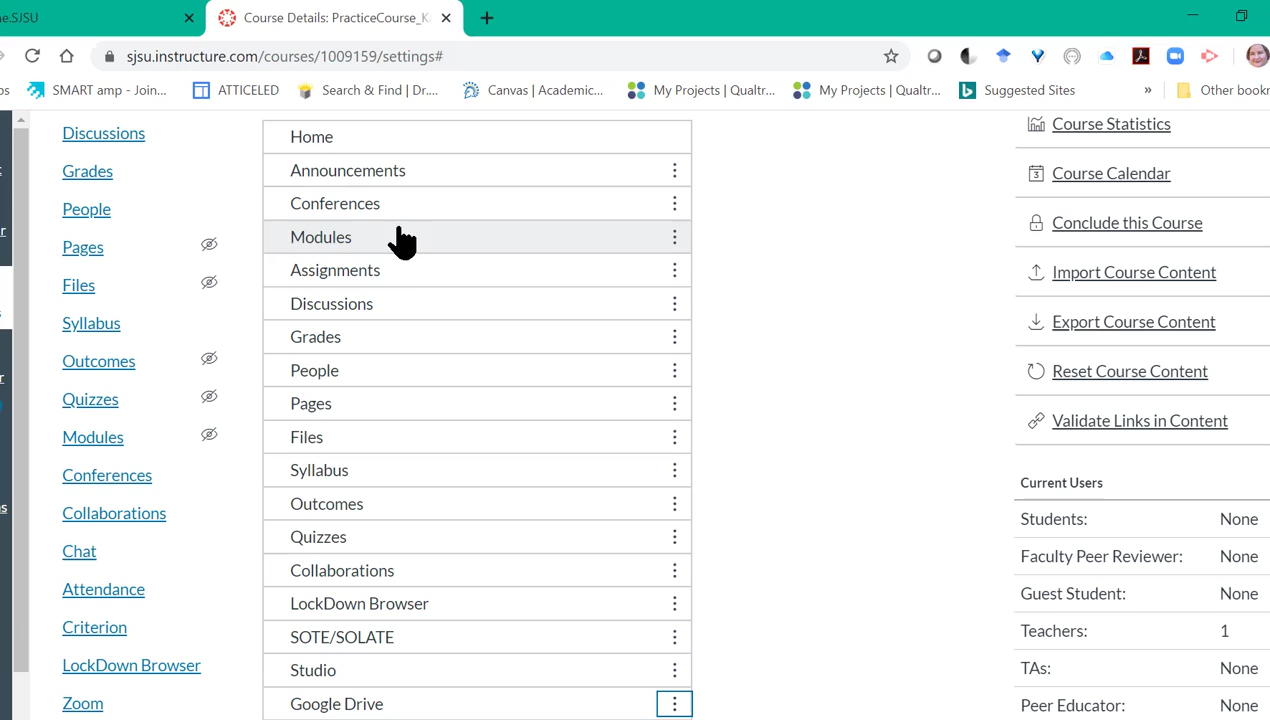 e.SJSU
Course Details: PracticeCourse_K
sjsu.instructure.com/courses/1009159/settings#
ps
SMART amp - Join...
ATTICELED
Search & Find | Dr....
Canvas | Academic...
My Projects | Qualtr...
My Projects | Qualtr...
Suggested Sites
»
Other bookr
Discussions
Grades
People
Pages
Files
Syllabus
Outcomes
Quizzes
Modules
Conferences
Collaborations
Chat
Attendance
Criterion
LockDown Browser
Zoom
Home
Announcements
Conferences
Modules
Assignments
Discussions
Grades
People
Pages
Files
Syllabus
Outcomes
Quizzes
Collaborations
LockDown Browser
SOTE/SOLATE
Studio
Google Drive
Course Statistics
Course Calendar
Conclude this Course
Import Course Content
Export Course Content
Reset Course Content
Validate Links in Content
Current Users
Students: None
Faculty Peer Reviewer: None
Guest Student: None
Teachers: 1
TAs: None
Peer Educator: None